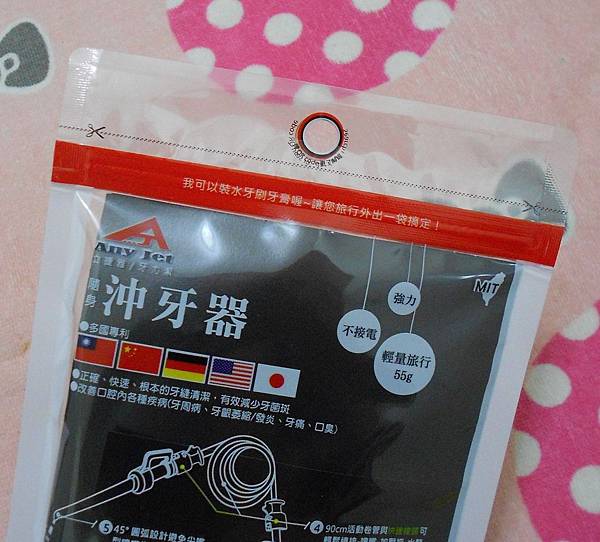 我可以裝水牙刷牙膏喔~讓您旅行外出一袋搞定！
Any Jet
隨身
沖牙器
MIT
強力
不接電
輕量旅行
55g
●多國專利
●正確、快速、根本的牙縫清潔，有效減少牙菌斑
●改善口腔內各種疾病(牙周病、牙齦萎縮/發炎、牙痛、口臭)
⑤ 45° 圓弧設計避免尖嘴
④ 90cm活動卷管與快速接頭可